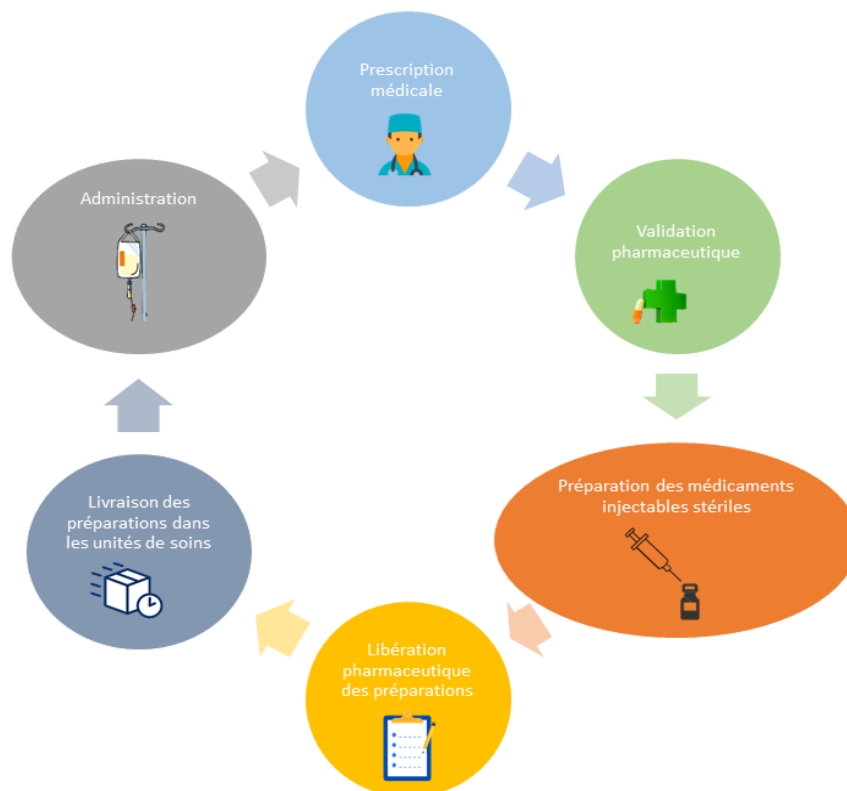 Prescription
médicale
Validation
pharmaceutique
Préparation des médicaments
injectables stériles
Libération
pharmaceutique
des préparations
Livraison des
préparations dans
les unités de soins
Administration